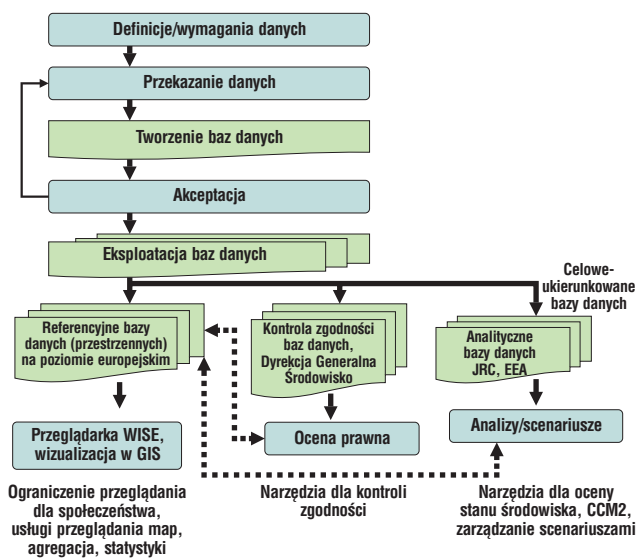 Definicje/wymagania danych
Przekazanie danych
Tworzenie baz danych
Akceptacja
Eksploatacja baz danych
Celowe-
ukierunkowane
bazy danych
Referencyjne bazy
danych (przestrzennych)
na poziomie europejskim
Kontrola zgodności
baz danych,
Dyrekcja Generalna
Środowisko
Analityczne
bazy danych
JRC, EEA
Przeglądarka WISE,
wizualizacja w GIS
Ocena prawna
Analizy/scenariusze
Ograniczenie przeglądania
dla społeczeństwa,
usługi przeglądania map,
agregacja, statystyki
Narzędzia dla kontroli
zgodności
Narzędzia dla oceny
stanu środowiska, CCM2,
zarządzanie scenariuszami